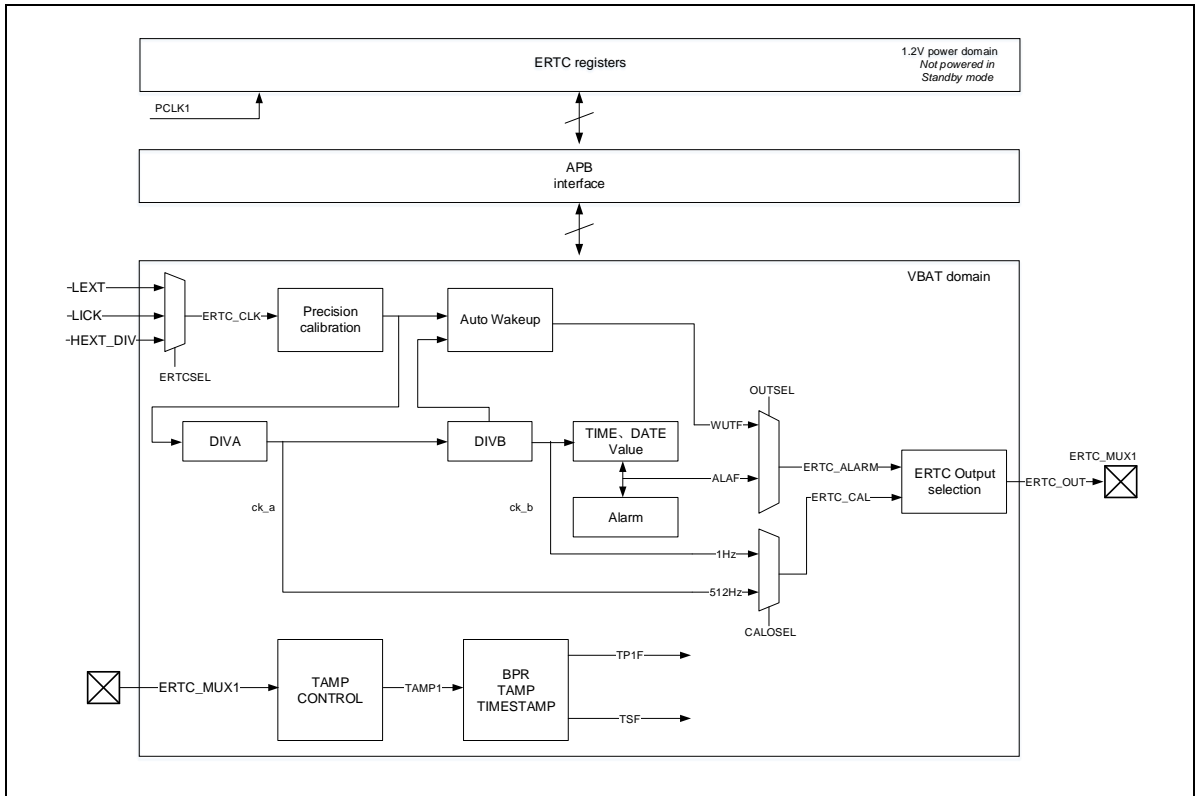 ERTC registers
1.2V power domain
Not powered in
Standby mode
PCLK1
APB
interface
VBAT domain
LEXT
LICK
HEXT_DIV
ERTC_CLK
ERTCSEL
Precision
calibration
Auto Wakeup
OUTSEL
DIVA
DIVB
TIME、DATE
Value
WUTF
ALAF
ERTC_ALARM
ERTC_CAL
ERTC Output
selection
ERTC_OUT
ERTC_MUX1
ck_a
ck_b
Alarm
1Hz
512Hz
CALOSEL
ERTC_MUX1
TAMP
CONTROL
TAMP1
BPR
TAMP
TIMESTAMP
TP1F
TSF